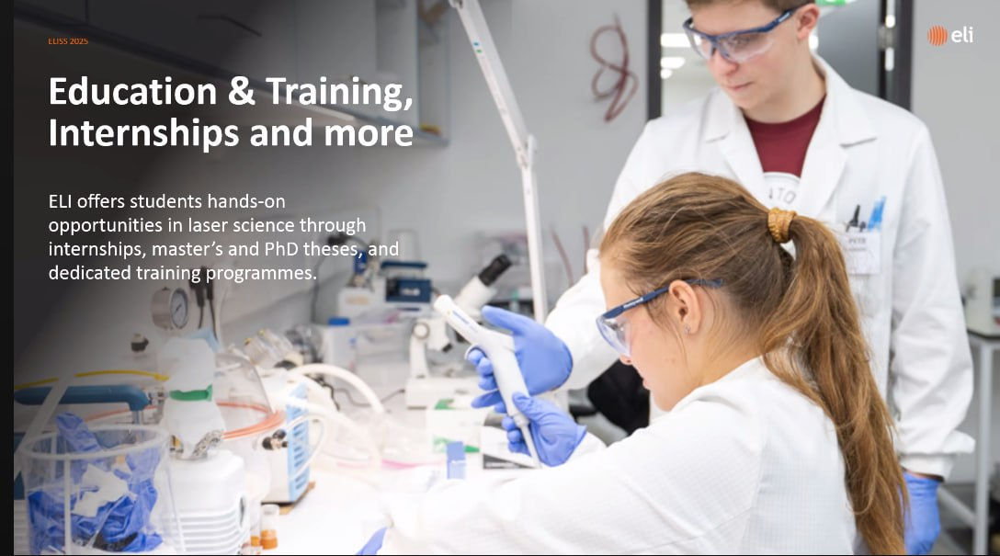 ELISS 2025
eli
Education & Training,
Internships and more
ELI offers students hands-on
opportunities in laser science through
internships, master's and PhD theses, and
dedicated training programmes.